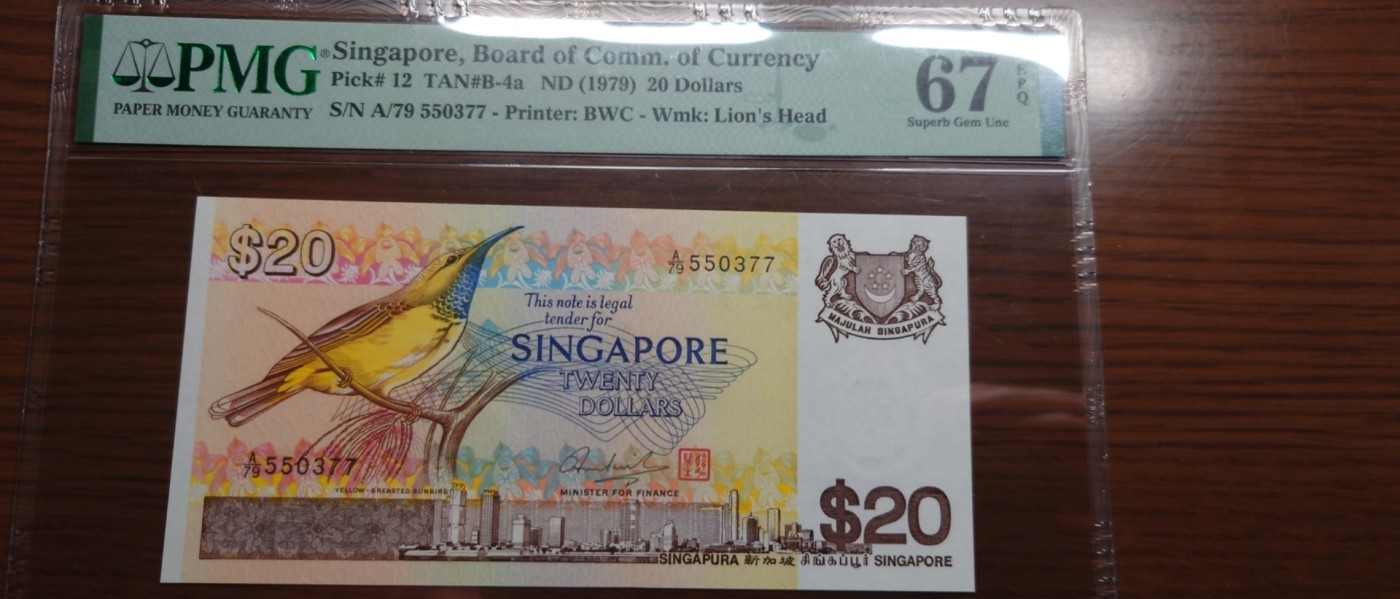 PMG®
PAPER MONEY GUARANTY
Singapore, Board of Comm. of Currency
Pick# 12 TAN#B-4a ND (1979) 20 Dollars
S/N A/79 550377 - Printer: BWC - Wmk: Lion's Head
67 EPQ
Superb Gem Unc
$20
A/79 550377
This note is legal
tender for
SINGAPORE
TWENTY
DOLLARS
MAJULAH SINGAPURA
A/79 550377
YELLOW-BREASTED SUNBIRD
MINISTER FOR FINANCE
$20
SINGAPURA 新加坡 சிங்கப்பூர் SINGAPORE